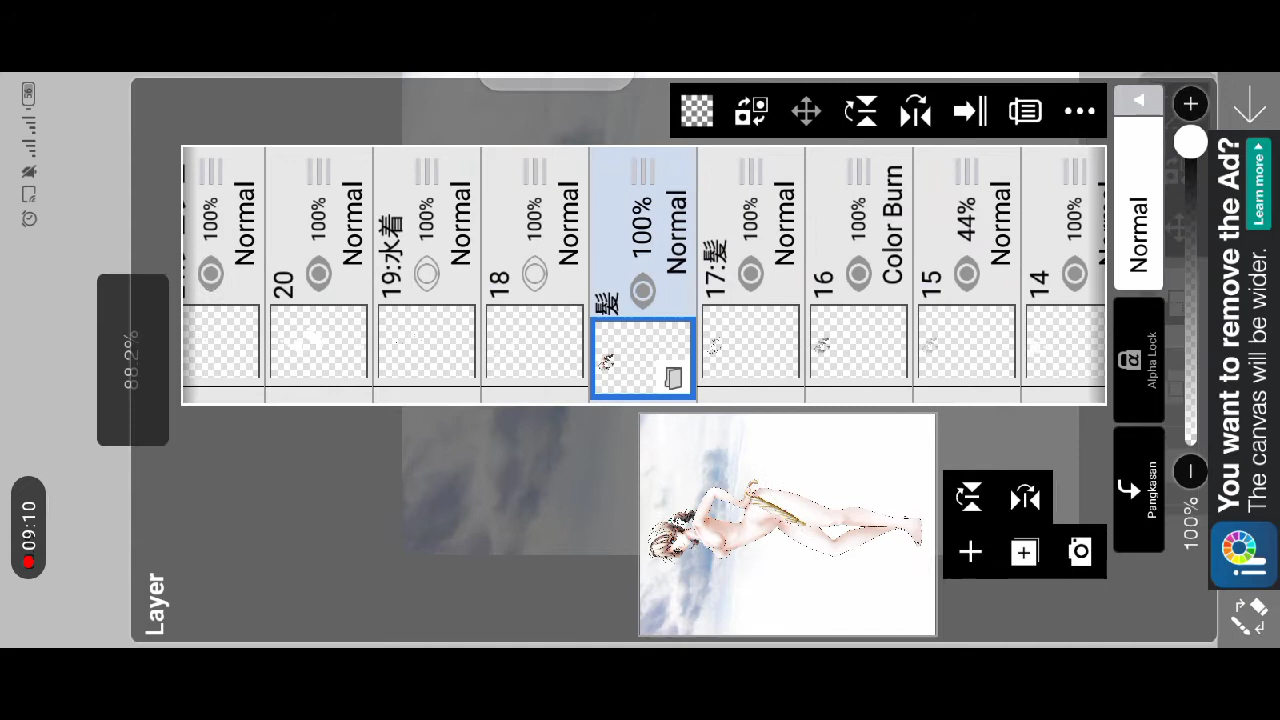 09:10
56
88.2%
Layer
100%
Normal
20
100%
Normal
19:水着
100%
Normal
18
100%
Normal
髪
100%
Normal
17:髪
100%
Normal
16
100%
Color Burn
15
44%
Normal
14
100%
Pangkasan
Alpha Lock
Normal
100%
You want to remove the Ad?
The canvas will be wider.
Learn more